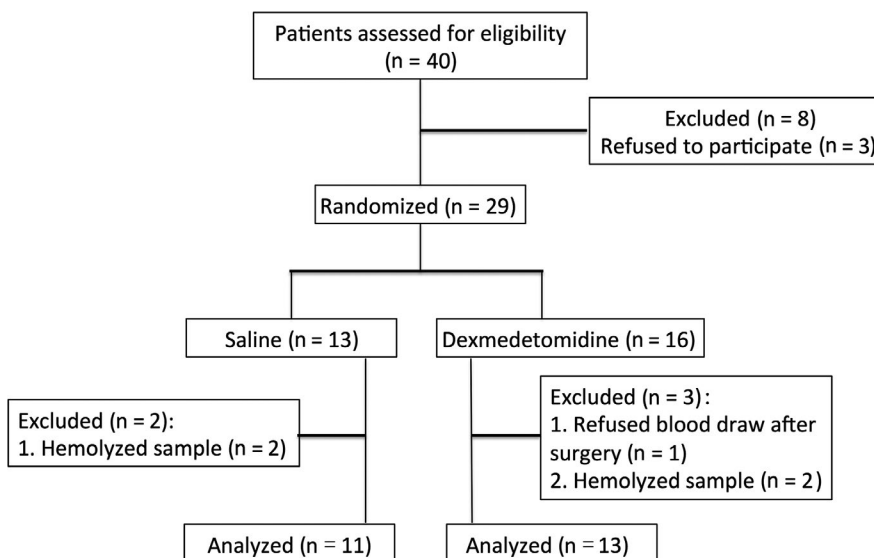 Patients assessed for eligibility
(n = 40)
Excluded (n = 8)
Refused to participate (n = 3)
Randomized (n = 29)
Saline (n = 13)
Dexmedetomidine (n = 16)
Excluded (n = 2):
1. Hemolyzed sample (n = 2)
Excluded (n = 3):
1. Refused blood draw after
surgery (n = 1)
2. Hemolyzed sample (n = 2)
Analyzed (n = 11)
Analyzed (n = 13)